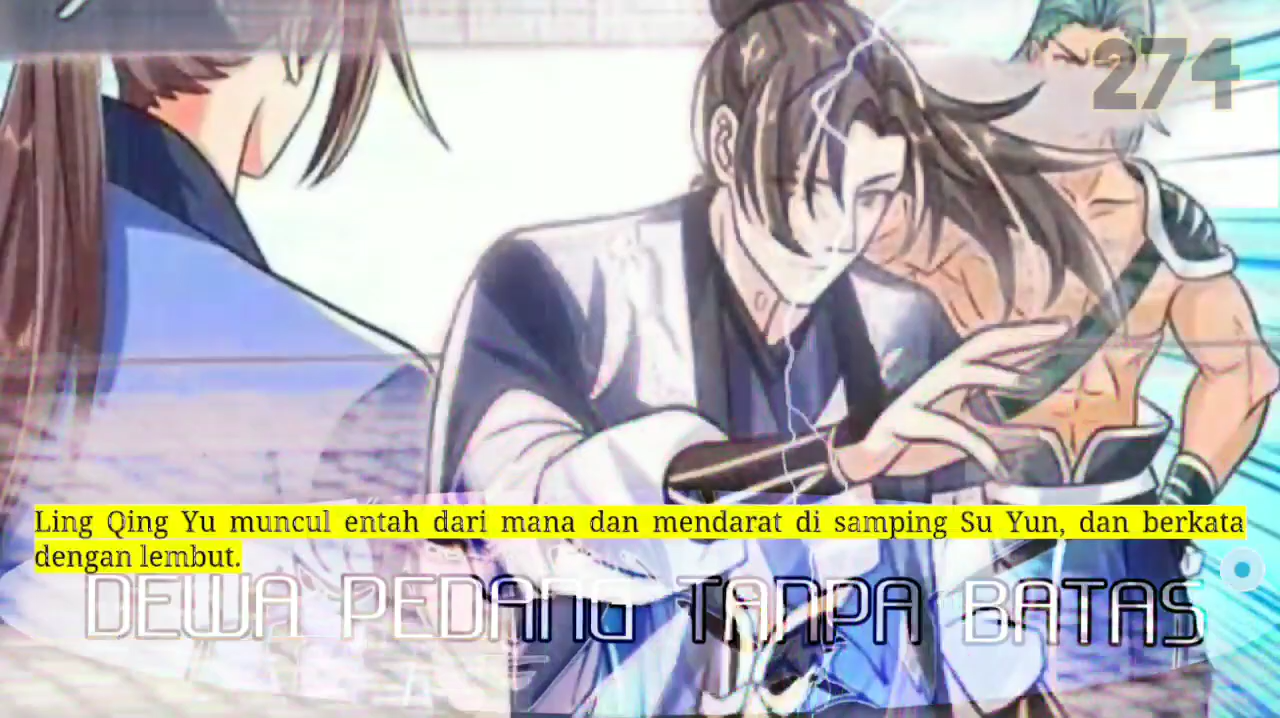 274
Ling Qing Yu muncul entah dari mana dan mendarat di samping Su Yun, dan berkata
dengan lembut.
DEWA PEDANG TANPA BATAS